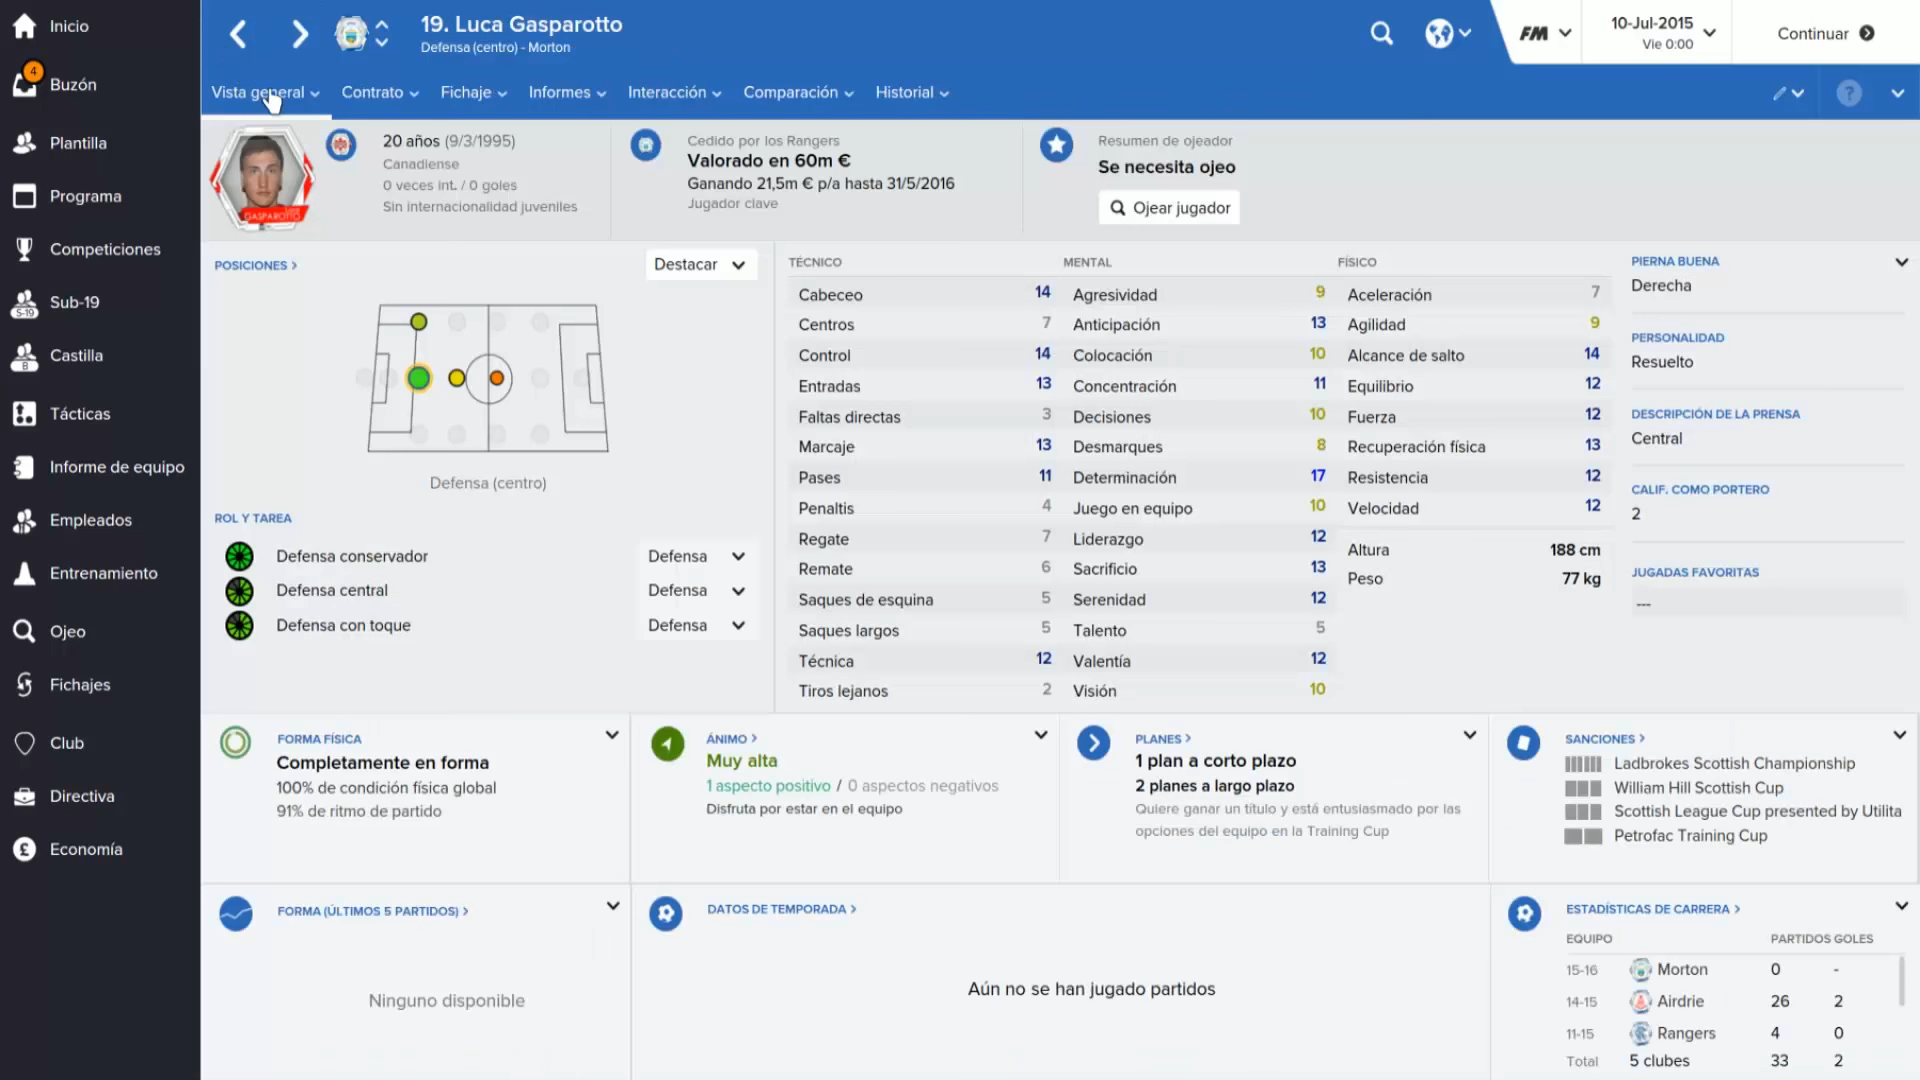 Inicio
4
Buzón
Plantilla
Programa
Competiciones
S-19
Sub-19
B
Castilla
Tácticas
Informe de equipo
Empleados
Entrenamiento
Ojeo
Fichajes
Club
Directiva
£
Economía
19. Luca Gasparotto
Defensa (centro) - Morton
FM
10-Jul-2015
Vie 0:00
Continuar
Vista general
Contrato
Fichaje
Informes
Interacción
Comparación
Historial
?
GASPAROTTO
20 años (9/3/1995)
Canadiense
0 veces int. / 0 goles
Sin internacionalidad juveniles
Cedido por los Rangers
Valorado en 60m €
Ganando 21,5m € p/a hasta 31/5/2016
Jugador clave
Resumen de ojeador
Se necesita ojeo
Ojear jugador
POSICIONES >
Destacar
Defensa (centro)
ROL Y TAREA
Defensa conservador Defensa
Defensa central Defensa
Defensa con toque Defensa
TÉCNICO
Cabeceo 14
Centros 7
Control 14
Entradas 13
Faltas directas 3
Marcaje 13
Pases 11
Penaltis 4
Regate 7
Remate 6
Saques de esquina 5
Saques largos 5
Técnica 12
Tiros lejanos 2
MENTAL
Agresividad 9
Anticipación 13
Colocación 10
Concentración 11
Decisiones 10
Desmarques 8
Determinación 17
Juego en equipo 10
Liderazgo 12
Sacrificio 13
Serenidad 12
Talento 5
Valentía 12
Visión 10
FÍSICO
Aceleración 7
Agilidad 9
Alcance de salto 14
Equilibrio 12
Fuerza 12
Recuperación física 13
Resistencia 12
Velocidad 12
Altura 188 cm
Peso 77 kg
PIERNA BUENA
Derecha
PERSONALIDAD
Resuelto
DESCRIPCIÓN DE LA PRENSA
Central
CALIF. COMO PORTERO
2
JUGADAS FAVORITAS
---
FORMA FÍSICA
Completamente en forma
100% de condición física global
91% de ritmo de partido
ÁNIMO >
Muy alta
1 aspecto positivo / 0 aspectos negativos
Disfruta por estar en el equipo
PLANES >
1 plan a corto plazo
2 planes a largo plazo
Quiere ganar un título y está entusiasmado por las
opciones del equipo en la Training Cup
SANCIONES >
Ladbrokes Scottish Championship
William Hill Scottish Cup
Scottish League Cup presented by Utilita
Petrofac Training Cup
FORMA (ÚLTIMOS 5 PARTIDOS) >
Ninguno disponible
DATOS DE TEMPORADA >
Aún no se han jugado partidos
ESTADÍSTICAS DE CARRERA >
EQUIPO PARTIDOS GOLES
15-16 Morton 0 -
14-15 Airdrie 26 2
11-15 Rangers 4 0
Total 5 clubes 33 2